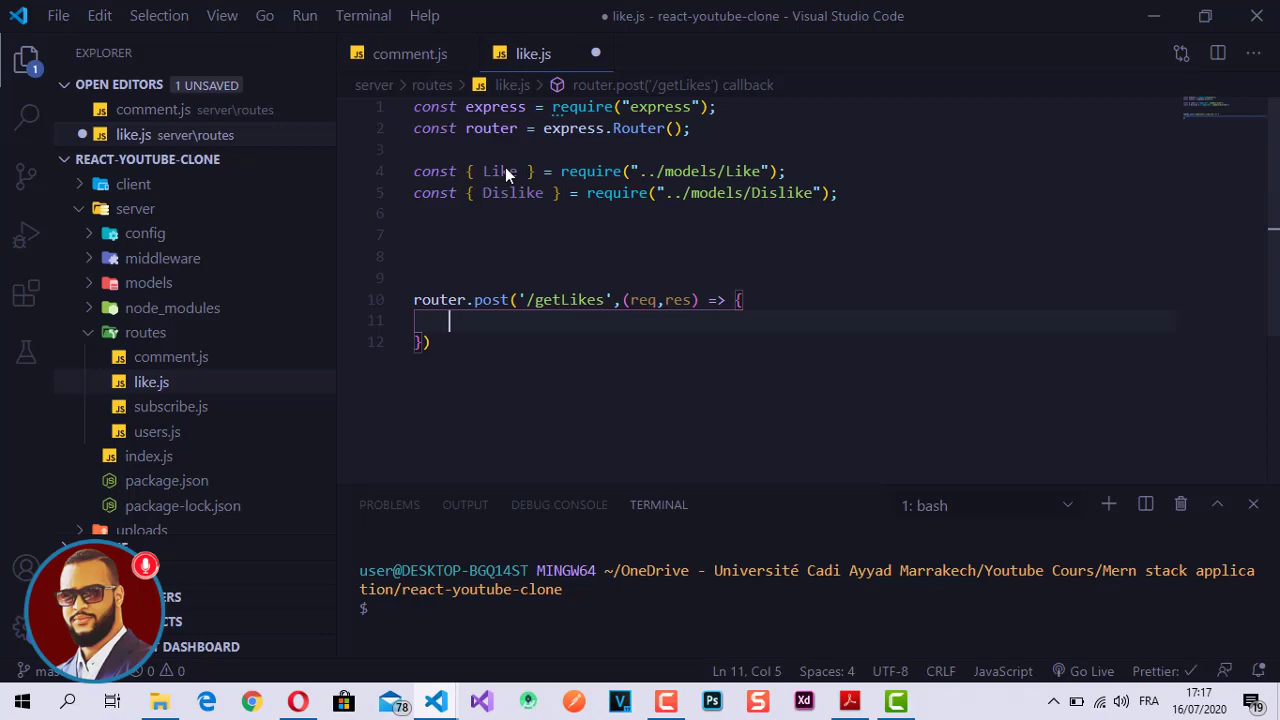 File Edit Selection View Go Run Terminal Help
● like.js - react-youtube-clone - Visual Studio Code
EXPLORER
comment.js
like.js
OPEN EDITORS 1 UNSAVED
server › routes › like.js › router.post('/getLikes') callback
comment.js server\routes
like.js server\routes
REACT-YOUTUBE-CLONE
client
server
config
middleware
models
node_modules
routes
comment.js
like.js
subscribe.js
users.js
index.js
package.json
package-lock.json
uploads
1 const express = require("express");
2 const router = express.Router();
3
4 const { Like } = require("../models/Like");
5 const { Dislike } = require("../models/Dislike");
6
7
8
9
10 router.post('/getLikes',(req,res) => {
11
12 })
PROBLEMS OUTPUT DEBUG CONSOLE TERMINAL
1: bash
user@DESKTOP-BGQ14ST MINGW64 ~/OneDrive - Université Cadi Ayyad Marrakech/Youtube Cours/Mern stack applica
tion/react-youtube-clone
$
DASHBOARD
0 0
Ln 11, Col 5 Spaces: 4 UTF-8 CRLF JavaScript Go Live Prettier: ✓
1
78
Ps
S
Xd
C
FRA
17:17
16/07/2020
19